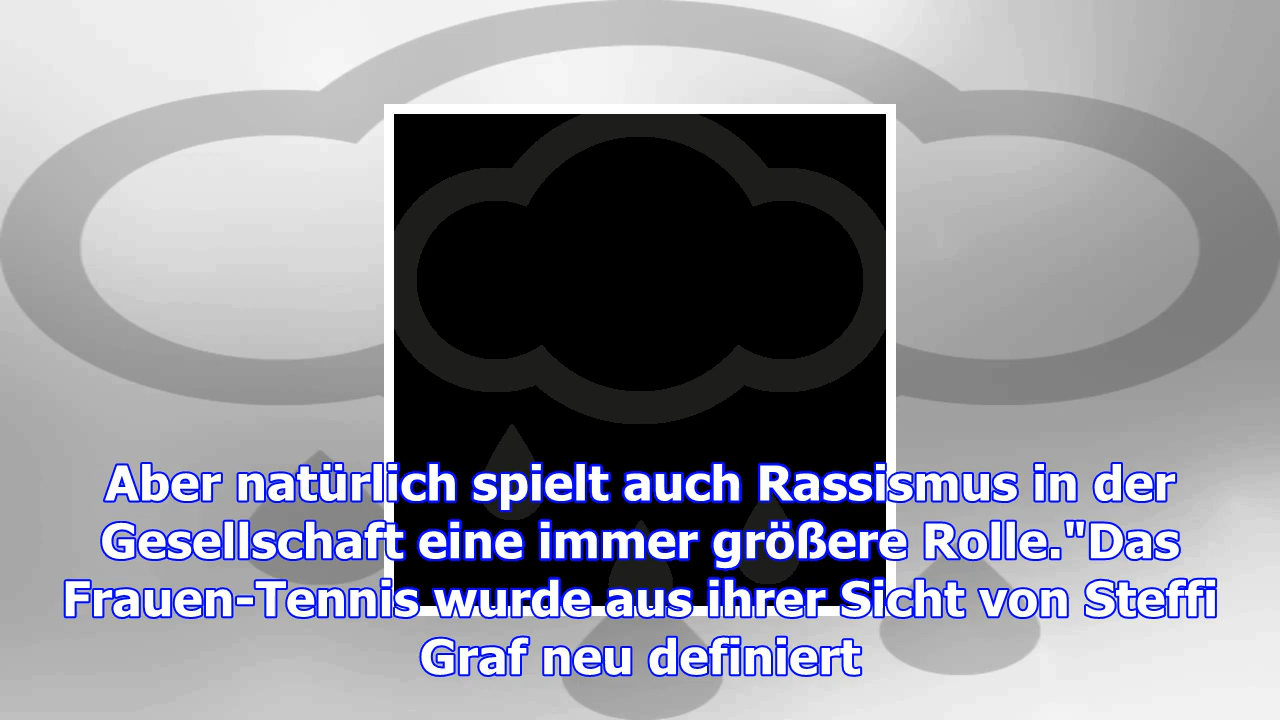 Aber natürlich spielt auch Rassismus in der
Gesellschaft eine immer größere Rolle."Das
Frauen-Tennis wurde aus ihrer Sicht von Steffi
Graf neu definiert